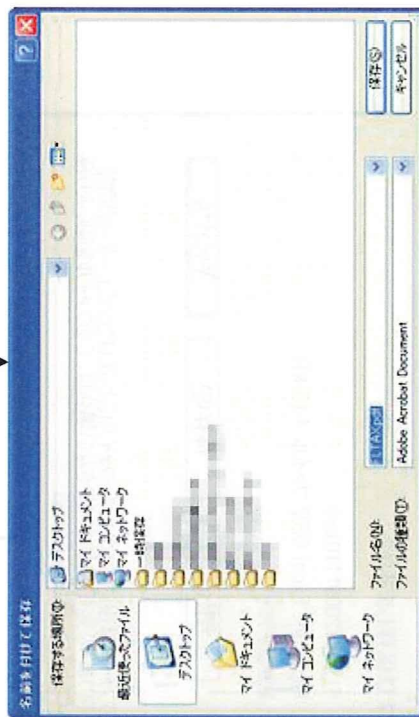 名前を付けて保存
保存する場所(I):
デスクトップ
最近使ったファイル
デスクトップ
マイ ドキュメント
マイ コンピュータ
マイ ネットワーク
マイ ドキュメント
マイ コンピュータ
マイ ネットワーク
一時保存
ファイル名(N):
ELTAX.pdf
保存(S)
ファイルの種類(T):
Adobe Acrobat Document
キャンセル